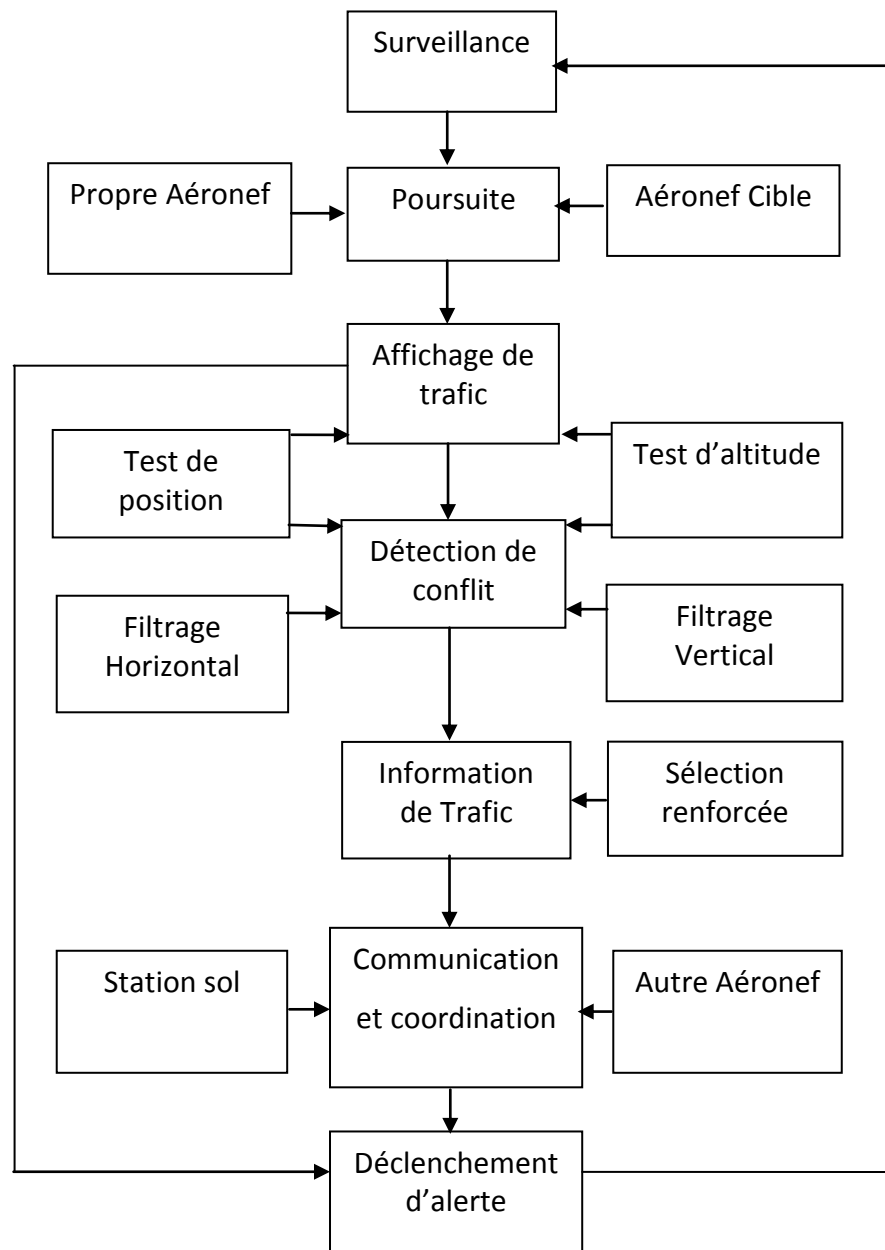 Surveillance
Propre Aéronef
Poursuite
Aéronef Cible
Affichage de
trafic
Test de
position
Test d’altitude
Détection de
conflit
Filtrage
Horizontal
Filtrage
Vertical
Information
de Trafic
Sélection
renforcée
Station sol
Communication
et coordination
Autre Aéronef
Déclenchement
d’alerte